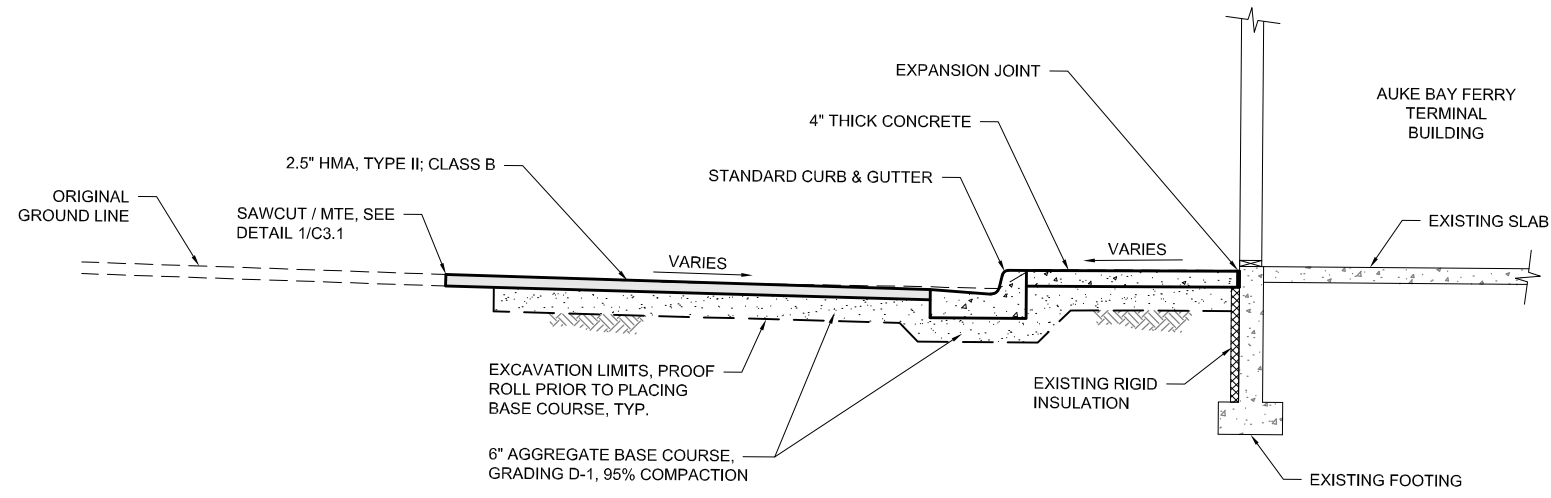 EXPANSION JOINT
AUKE BAY FERRY
TERMINAL
BUILDING
4" THICK CONCRETE
2.5" HMA, TYPE II; CLASS B
STANDARD CURB & GUTTER
ORIGINAL
GROUND LINE
SAWCUT / MTE, SEE
DETAIL 1/C3.1
EXISTING SLAB
VARIES
VARIES
EXCAVATION LIMITS, PROOF
ROLL PRIOR TO PLACING
BASE COURSE, TYP.
EXISTING RIGID
INSULATION
6" AGGREGATE BASE COURSE,
GRADING D-1, 95% COMPACTION
EXISTING FOOTING